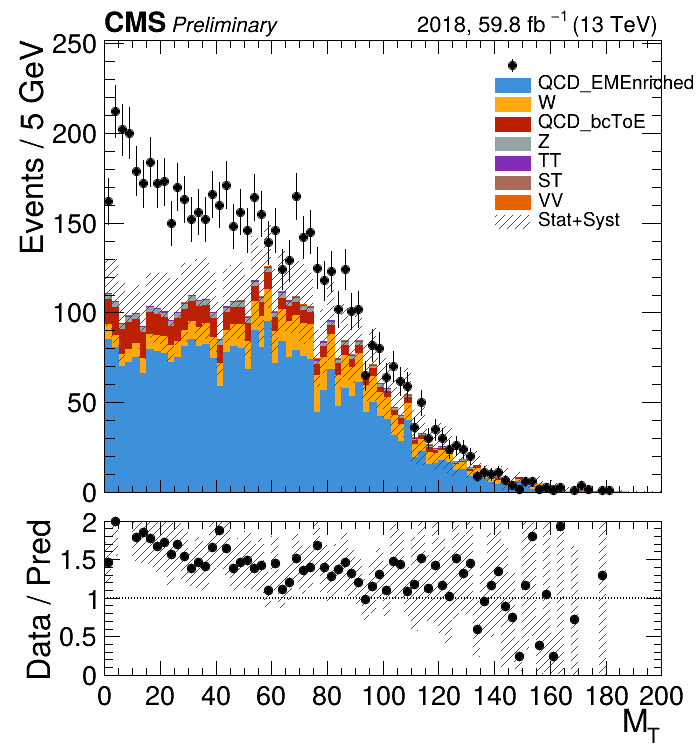 CMS Preliminary 2018, 59.8 fb⁻¹ (13 TeV)
Events / 5 GeV
250
200
150
100
50
0
QCD_EMEnriched
W
QCD_bcToE
Z
TT
ST
VV
Stat+Syst
Data / Pred
2
1.5
1
0.5
0
0 20 40 60 80 100 120 140 160 180 200
M_T